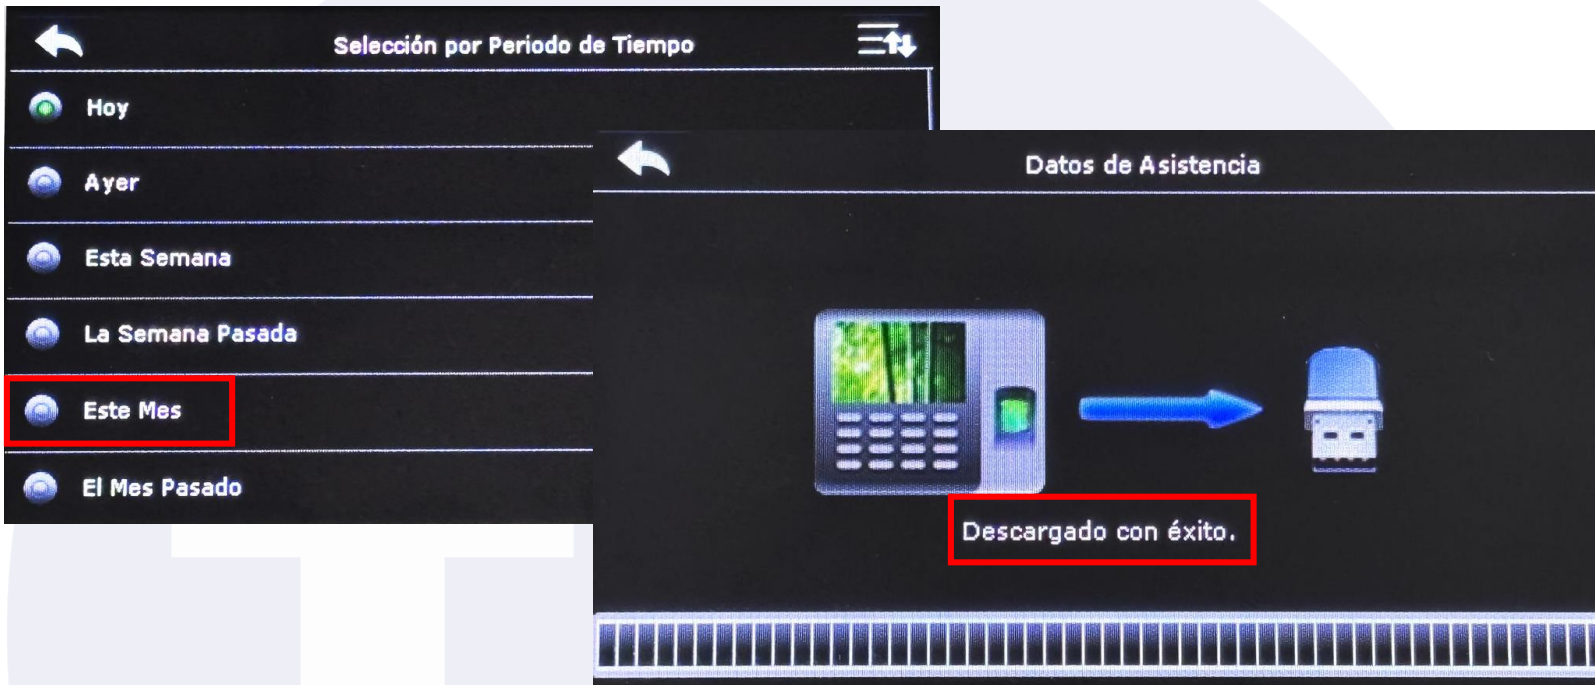 Selección por Periodo de Tiempo
Hoy
Ayer
Esta Semana
La Semana Pasada
Este Mes
El Mes Pasado
Datos de Asistencia
Descargado con éxito.